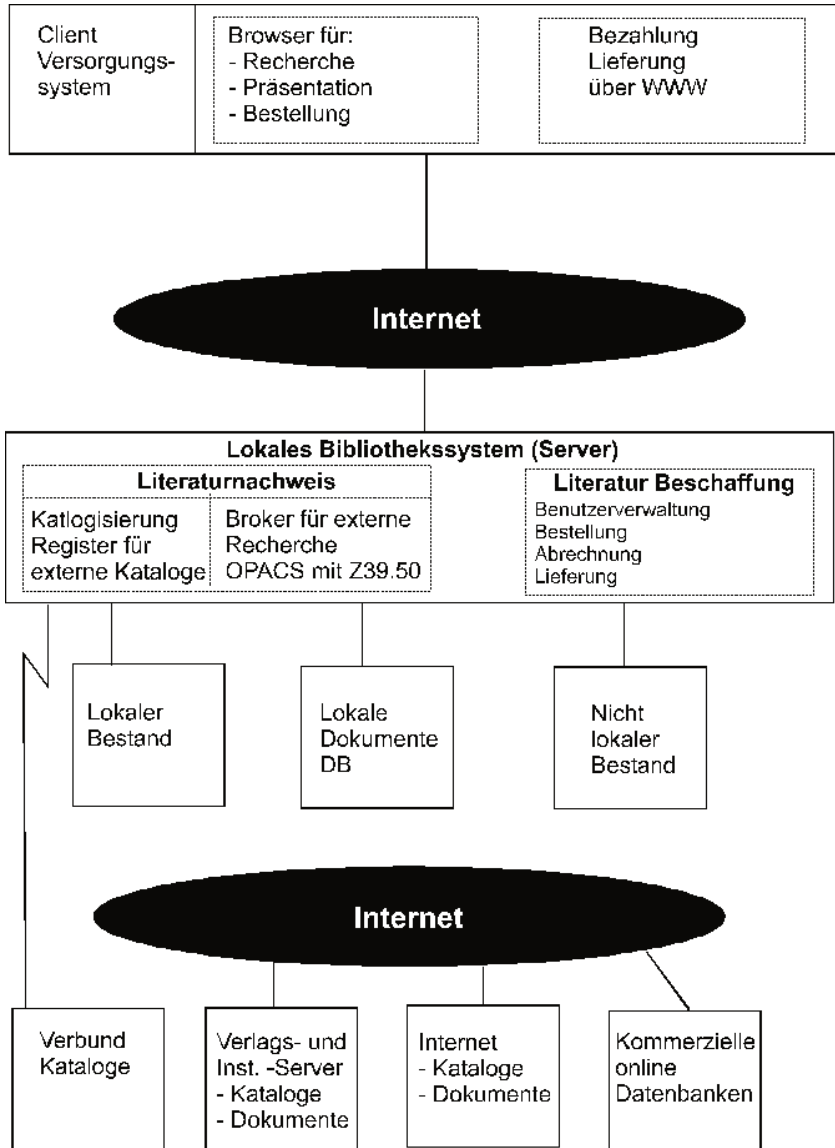 Client
Versorgungs-
system
Browser für:
- Recherche
- Präsentation
- Bestellung
Bezahlung
Lieferung
über WWW
Internet
Lokales Bibliothekssystem (Server)
Literaturnachweis
Katlogisierung
Register für
externe Kataloge
Broker für externe
Recherche
OPACS mit Z39.50
Literatur Beschaffung
Benutzerverwaltung
Bestellung
Abrechnung
Lieferung
Lokaler
Bestand
Lokale
Dokumente
DB
Nicht
lokaler
Bestand
Internet
Verbund
Kataloge
Verlags- und
Inst. -Server
- Kataloge
- Dokumente
Internet
- Kataloge
- Dokumente
Kommerzielle
online
Datenbanken